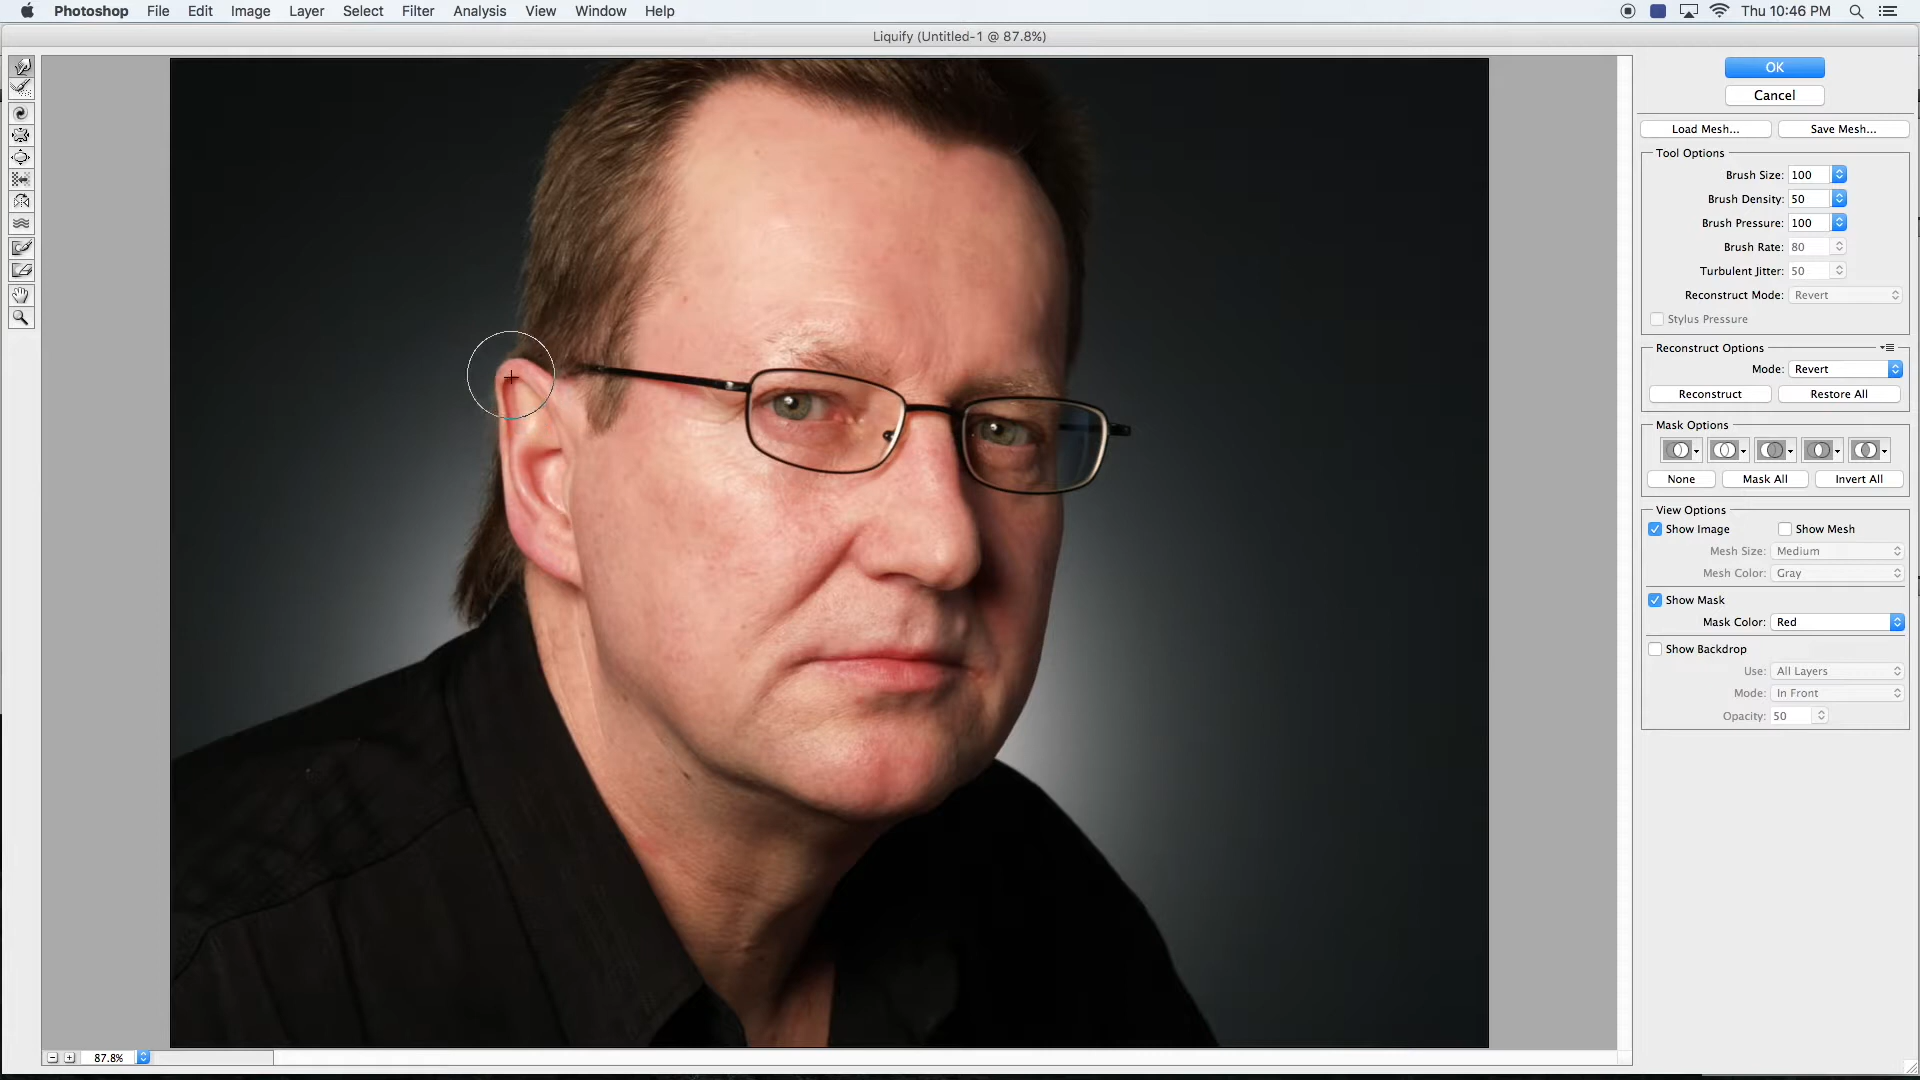 Photoshop File Edit Image Layer Select Filter Analysis View Window Help Thu 10:46 PM
Liquify (Untitled-1 @ 87.8%)
OK
Cancel
Load Mesh... Save Mesh...
Tool Options
Brush Size: 100
Brush Density: 50
Brush Pressure: 100
Brush Rate: 80
Turbulent Jitter: 50
Reconstruct Mode: Revert
Stylus Pressure
Reconstruct Options
Mode: Revert
Reconstruct Restore All
Mask Options
None Mask All Invert All
View Options
Show Image Show Mesh
Mesh Size: Medium
Mesh Color: Gray
Show Mask
Mask Color: Red
Show Backdrop
Use: All Layers
Mode: In Front
Opacity: 50
87.8%